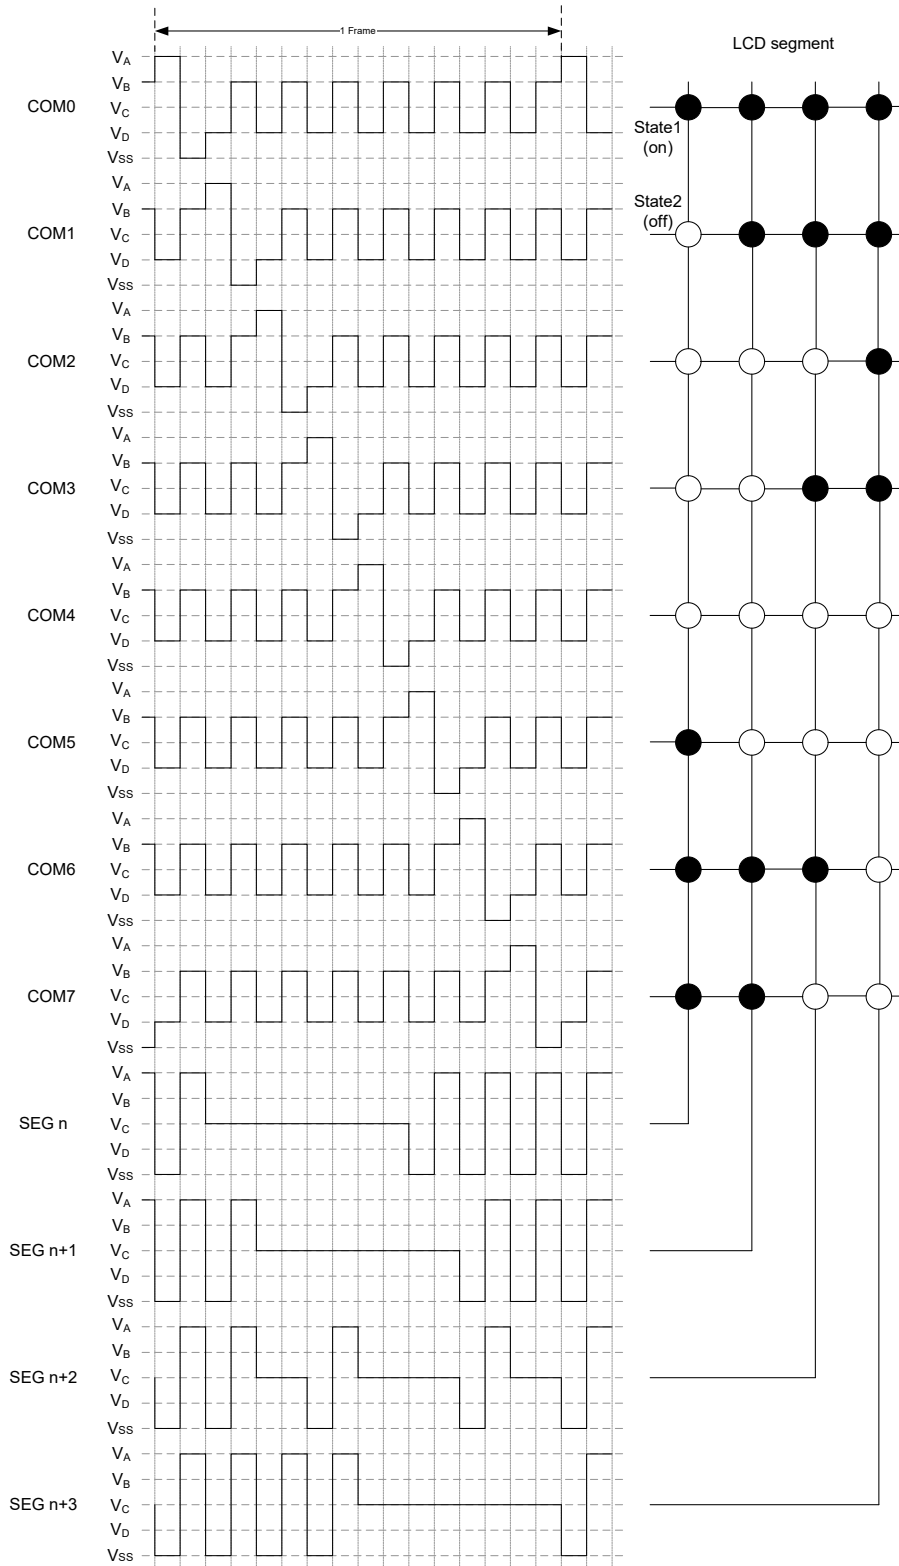 1 Frame
LCD segment
VA
VB
COM0
VC
VD
VSS
State1
(on)
VA
VB
COM1
VC
VD
VSS
State2
(off)
VA
VB
COM2
VC
VD
VSS
VA
VB
COM3
VC
VD
VSS
VA
VB
COM4
VC
VD
VSS
VA
VB
COM5
VC
VD
VSS
VA
VB
COM6
VC
VD
VSS
VA
VB
COM7
VC
VD
VSS
VA
VB
SEG n
VC
VD
VSS
VA
VB
SEG n+1
VC
VD
VSS
VA
VB
SEG n+2
VC
VD
VSS
VA
VB
SEG n+3
VC
VD
VSS